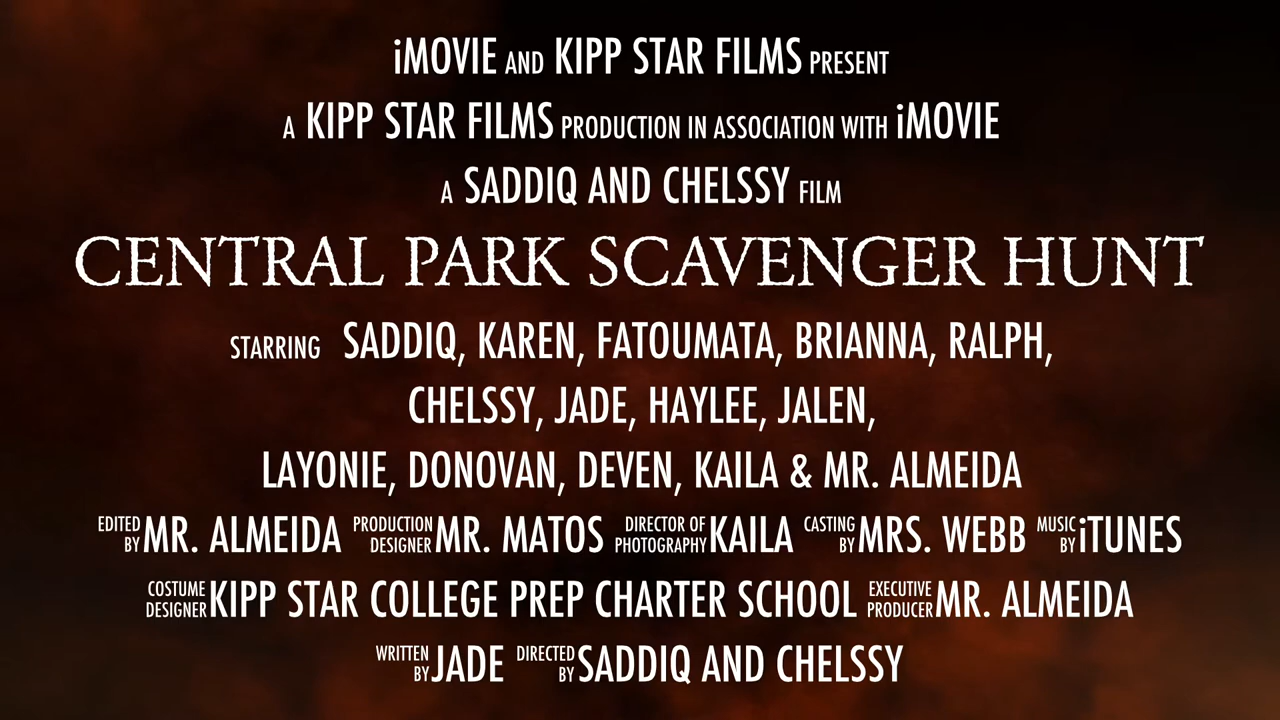 iMOVIE AND KIPP STAR FILMS PRESENT
A KIPP STAR FILMS PRODUCTION IN ASSOCIATION WITH iMOVIE
A SADDIQ AND CHELSSY FILM
CENTRAL PARK SCAVENGER HUNT
STARRING SADDIQ, KAREN, FATOUMATA, BRIANNA, RALPH,
CHELSSY, JADE, HAYLEE, JALEN,
LAYONIE, DONOVAN, DEVEN, KAILA & MR. ALMEIDA
EDITED BY MR. ALMEIDA PRODUCTION DESIGNER MR. MATOS DIRECTOR OF PHOTOGRAPHY KAILA CASTING BY MRS. WEBB MUSIC BY iTUNES
COSTUME DESIGNER KIPP STAR COLLEGE PREP CHARTER SCHOOL EXECUTIVE PRODUCER MR. ALMEIDA
WRITTEN BY JADE DIRECTED BY SADDIQ AND CHELSSY